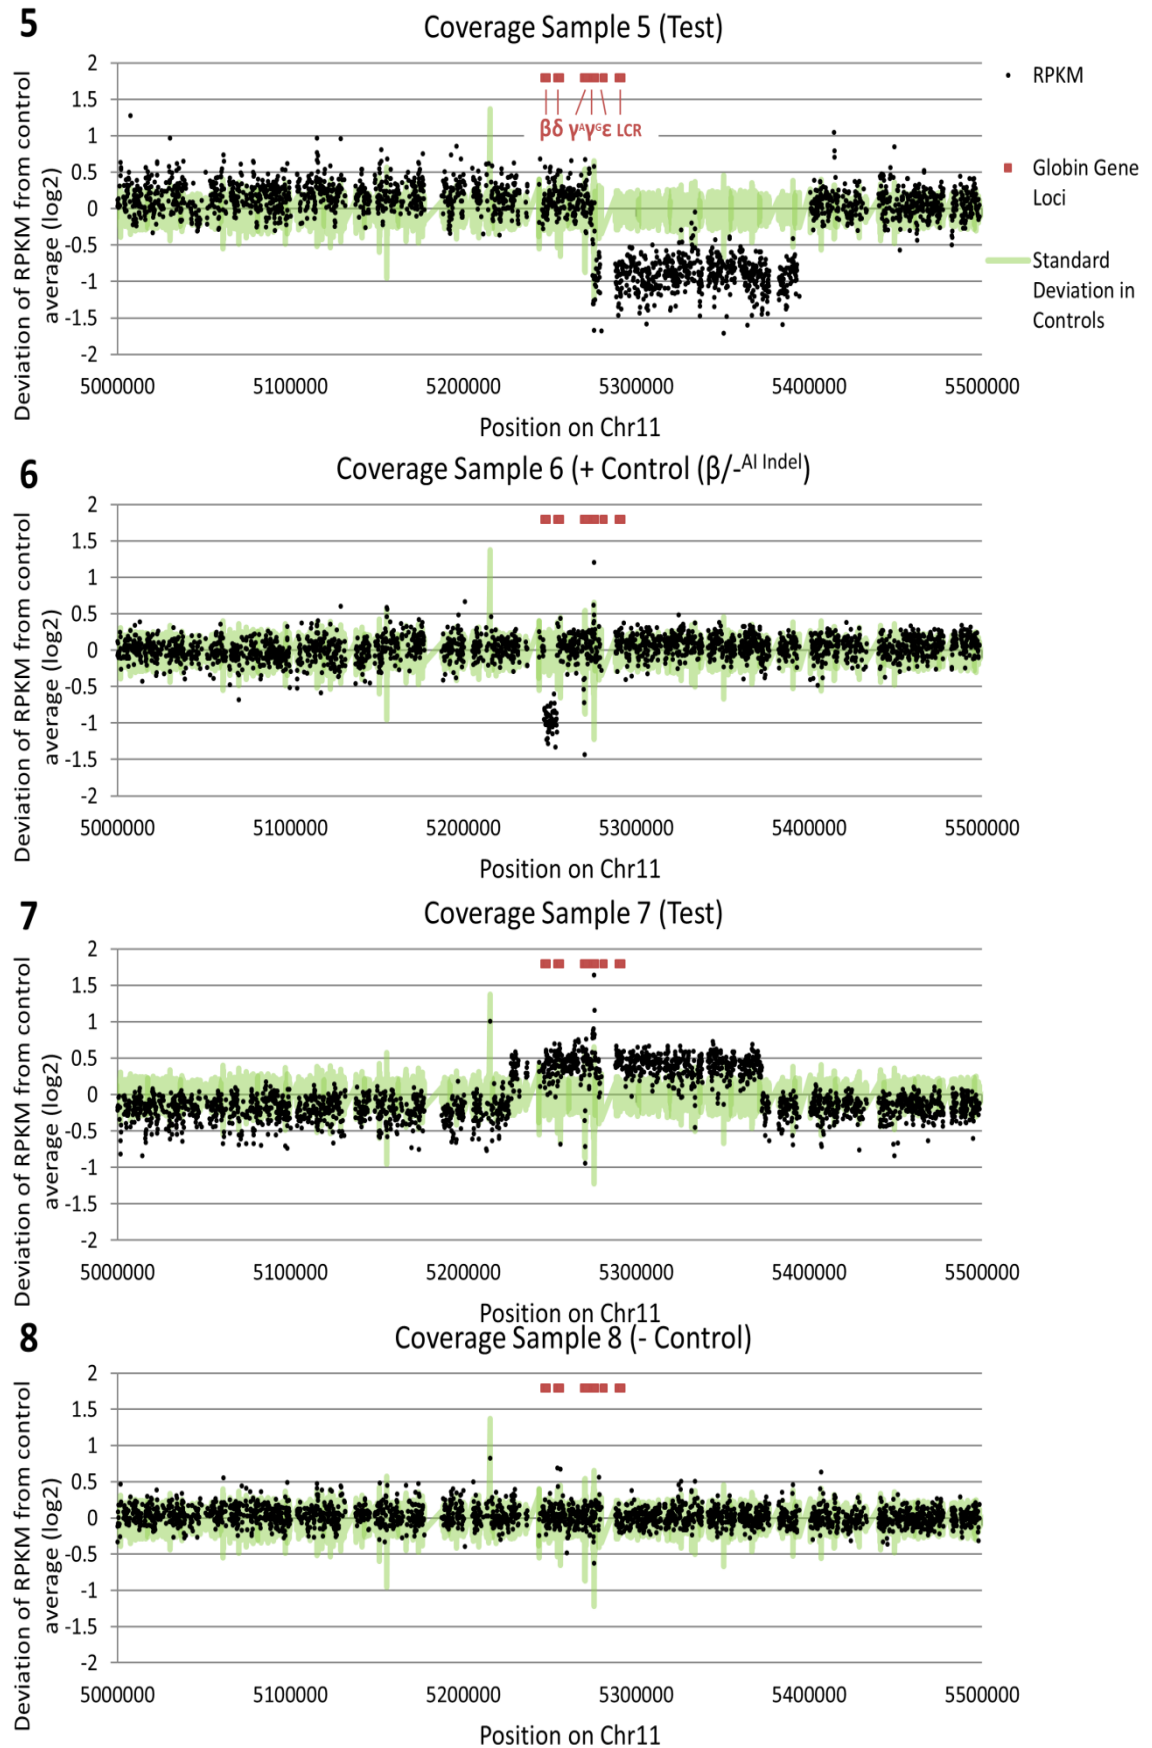 5
Coverage Sample 5 (Test)
Deviation of RPKM from control
average (log2)
2
1.5
1
0.5
0
-0.5
-1
-1.5
-2
βδ γᴬγᴳε LCR
5000000 5100000 5200000 5300000 5400000 5500000
Position on Chr11
RPKM
Globin Gene
Loci
Standard
Deviation in
Controls
6
Coverage Sample 6 (+ Control (β/-ᴬᴵ ᴵⁿᵈᵉˡ)
Deviation of RPKM from control
average (log2)
2
1.5
1
0.5
0
-0.5
-1
-1.5
-2
5000000 5100000 5200000 5300000 5400000 5500000
Position on Chr11
7
Coverage Sample 7 (Test)
Deviation of RPKM from control
average (log2)
2
1.5
1
0.5
0
-0.5
-1
-1.5
-2
5000000 5100000 5200000 5300000 5400000 5500000
Position on Chr11
8
Coverage Sample 8 (- Control)
Deviation of RPKM from control
average (log2)
2
1.5
1
0.5
0
-0.5
-1
-1.5
-2
5000000 5100000 5200000 5300000 5400000 5500000
Position on Chr11